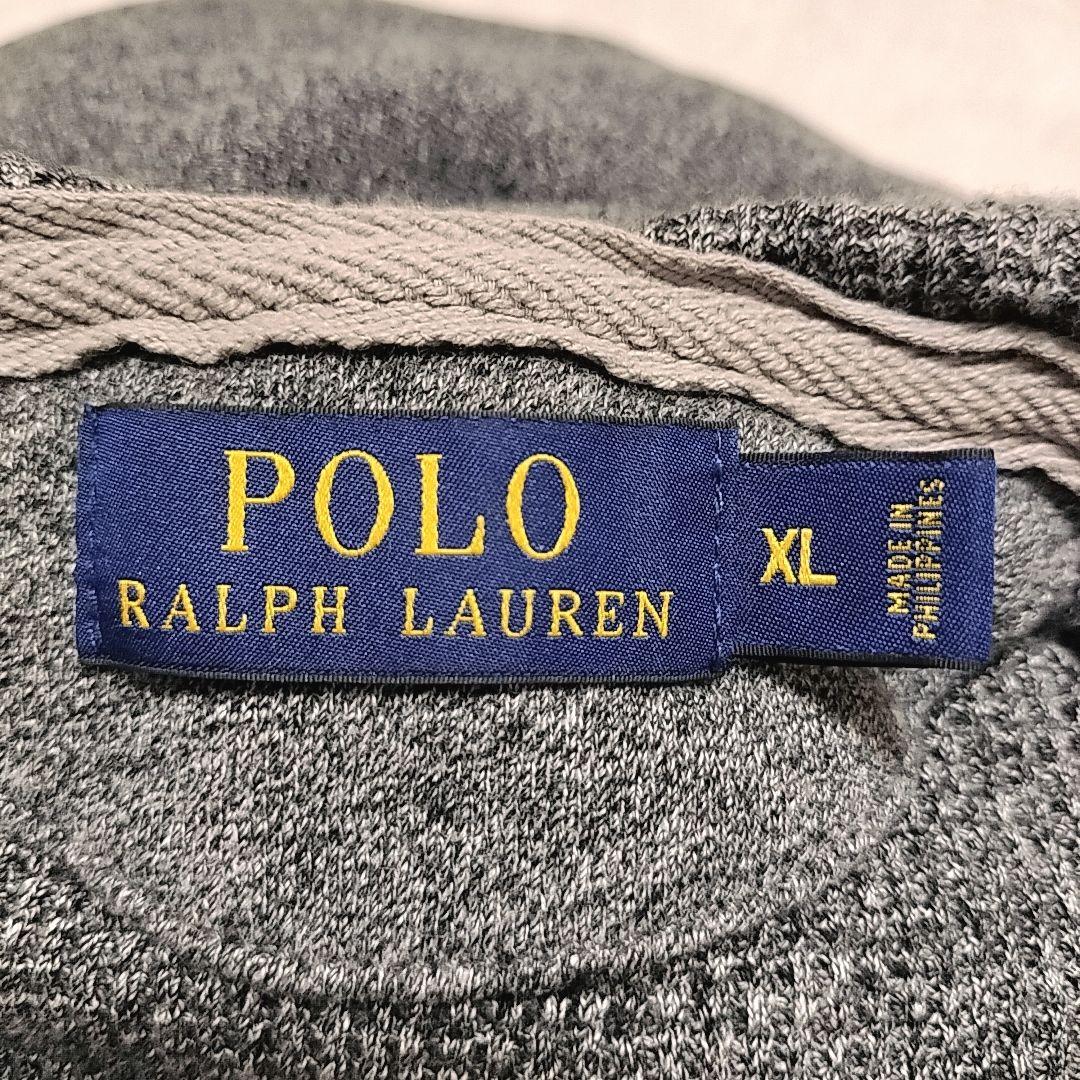 POLO
RALPH LAUREN
XL
MADE IN
PHILIPPINES